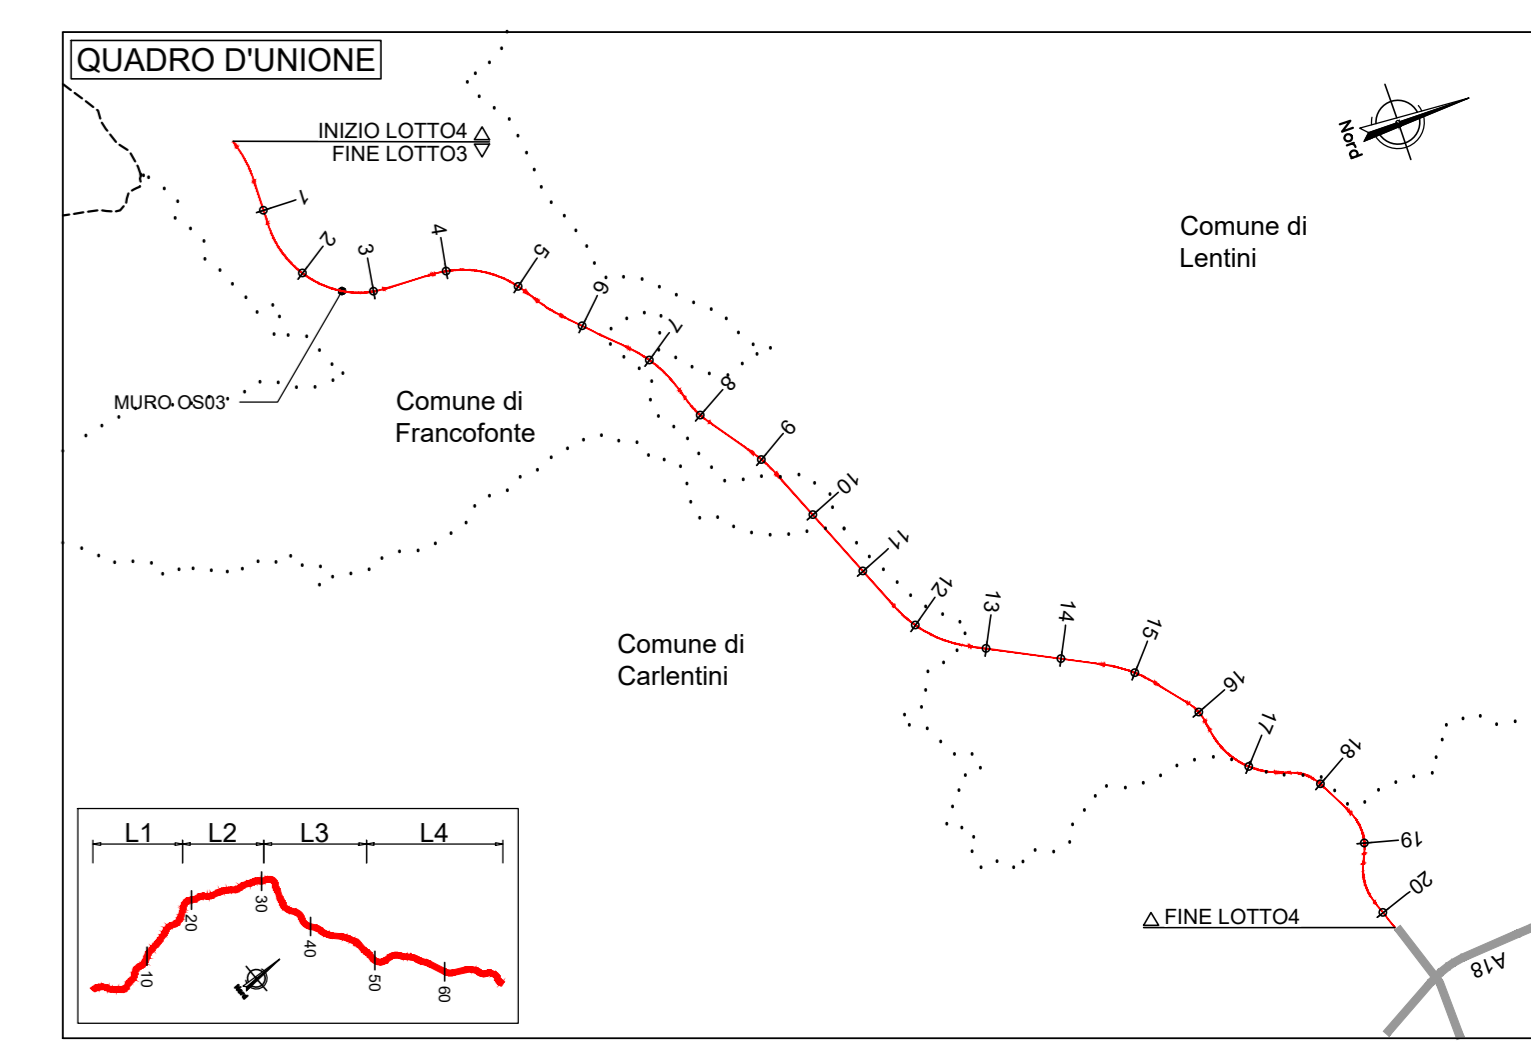 QUADRO D'UNIONE
INIZIO LOTTO4
FINE LOTTO3
Nord
1
2
3
4
5
6
7
8
9
10
11
12
13
14
15
16
17
18
19
20
Comune di
Lentini
MURO OS03
Comune di
Francofonte
Comune di
Carlentini
FINE LOTTO4
A18
L1 L2 L3 L4
10
20
30
40
50
60
Nord